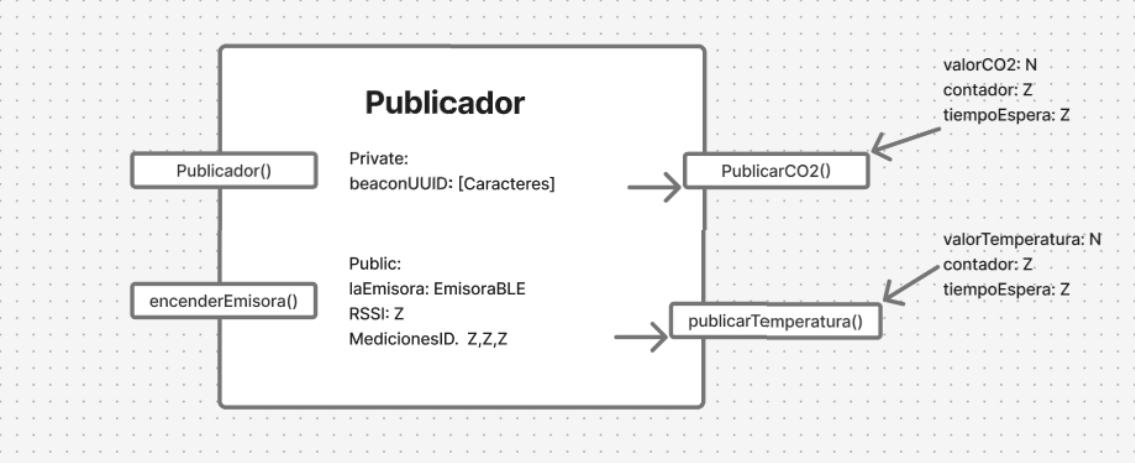 Publicador
Publicador()
Private:
beaconUUID: [Caracteres]
PublicarCO2()
valorCO2: N
contador: Z
tiempoEspera: Z
encenderEmisora()
Public:
laEmisora: EmisoraBLE
RSSI: Z
MedicionesID. Z,Z,Z
publicarTemperatura()
valorTemperatura: N
contador: Z
tiempoEspera: Z